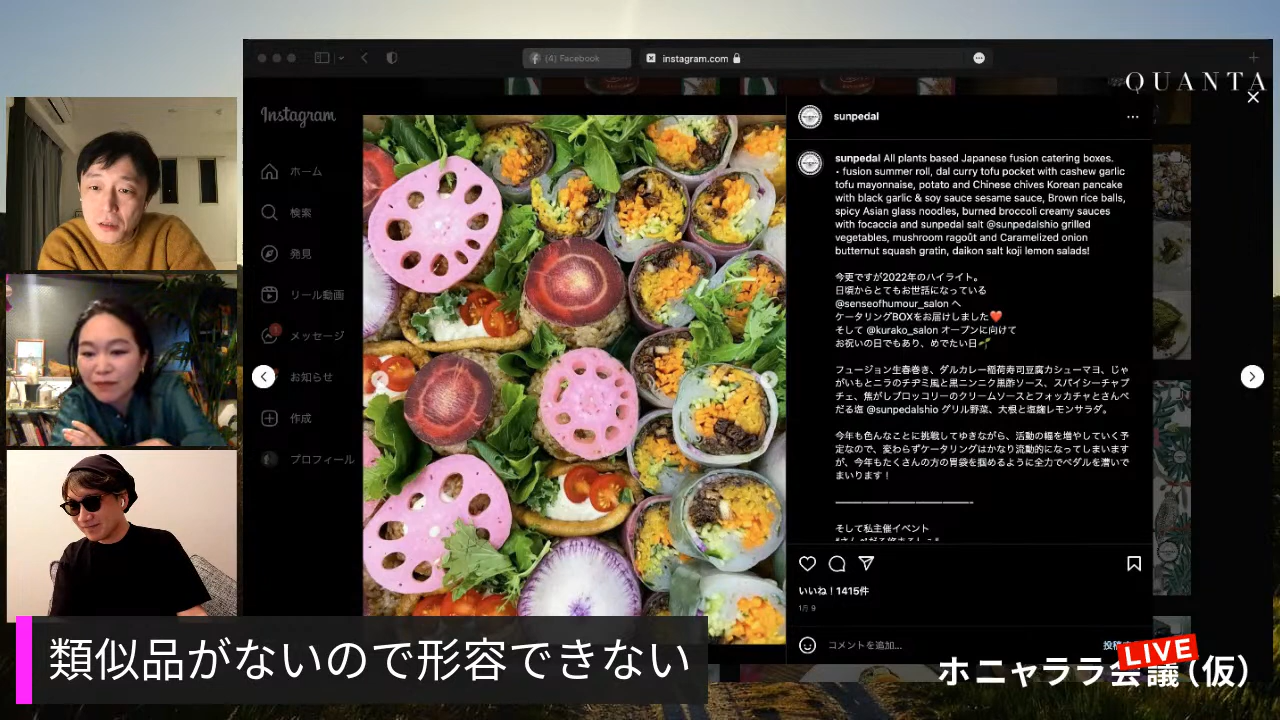 (4) Facebook
instagram.com
QUANTA
Instagram
ホーム
検索
発見
リール動画
メッセージ
お知らせ
作成
プロフィール
sunpedal
sunpedal All plants based Japanese fusion catering boxes.
・fusion summer roll, dal curry tofu pocket with cashew garlic
tofu mayonnaise, potato and Chinese chives Korean pancake
with black garlic & soy sauce sesame sauce, Brown rice balls,
spicy Asian glass noodles, burned broccoli creamy sauces
with focaccia and sunpedal salt @sunpedalshio grilled
vegetables, mushroom ragoût and Caramelized onion
butternut squash gratin, daikon salt koji lemon salads!
今更ですが2022年のハイライト。
日頃からとてもお世話になっている
@senseofhumour_salon へ
ケータリングBOXをお届けしました❤️
そして @kurako_salon オープンに向けて
お祝いの日でもあり、めでたい日🌱
フュージョン生春巻き、ダルカレー稲荷寿司豆腐カシューマヨ、じゃ
がいもとニラのチヂミ風と黒ニンニク黒酢ソース、スパイシーチャプ
チェ、焦がしブロッコリーのクリームソースとフォッカチャとさんぺ
だる塩 @sunpedalshio グリル野菜、大根と塩麹レモンサラダ。
今年も色んなことに挑戦してゆきながら、活動の幅を増やしていく予
定なので、変わらずケータリングはかなり流動的になってしまいます
が、今年もたくさんの方の胃袋を掴めるように全力でペダルを漕いで
まいります！
そして私主催イベント
いいね！1415件
1月 9
コメントを追加...
類似品がないので形容できない
LIVE
ホニャララ会議（仮）